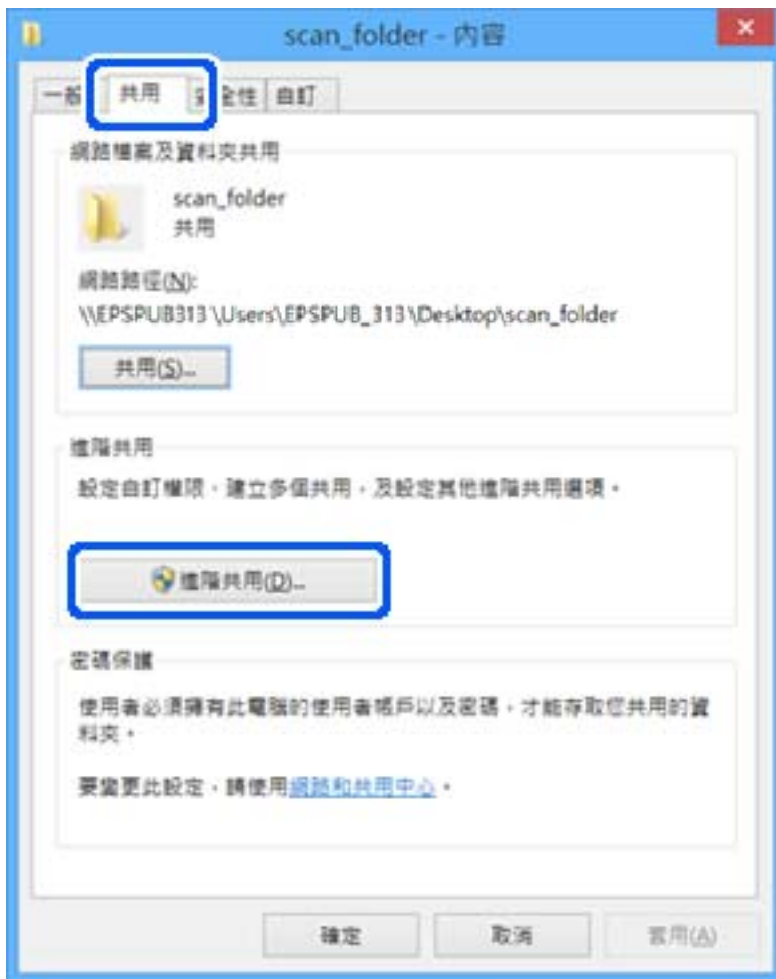 scan_folder - 內容
一般 共用 安全性 自訂
網路檔案及資料夾共用
scan_folder
共用
網路路徑(N):
\\EPSPUB313\Users\EPSPUB_313\Desktop\scan_folder
共用(S)...
進階共用
設定自訂權限，建立多個共用，及設定其他進階共用選項。
進階共用(D)...
密碼保護
使用者必須擁有此電腦的使用者帳戶以及密碼，才能存取您共用的資
料夾。
要變更此設定，請使用網路和共用中心。
確定 取消 套用(A)